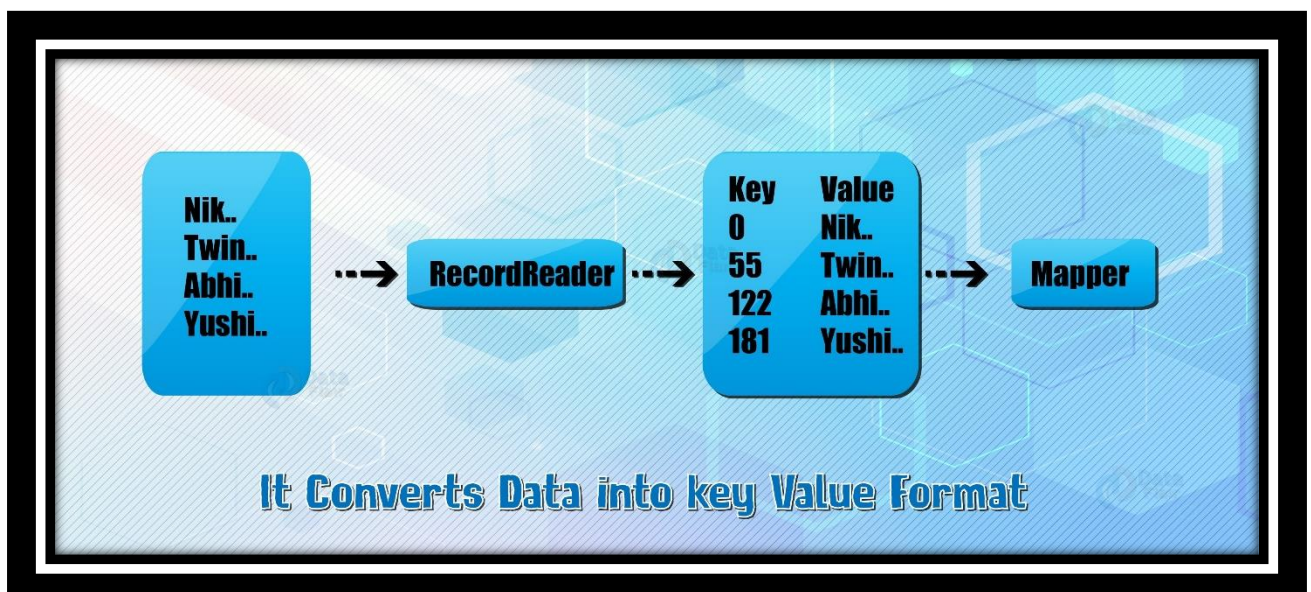 Nik..
Twin..
Abhi..
Yushi..
RecordReader
Key Value
0 Nik..
55 Twin..
122 Abhi..
181 Yushi..
Mapper
It Converts Data into key Value Format